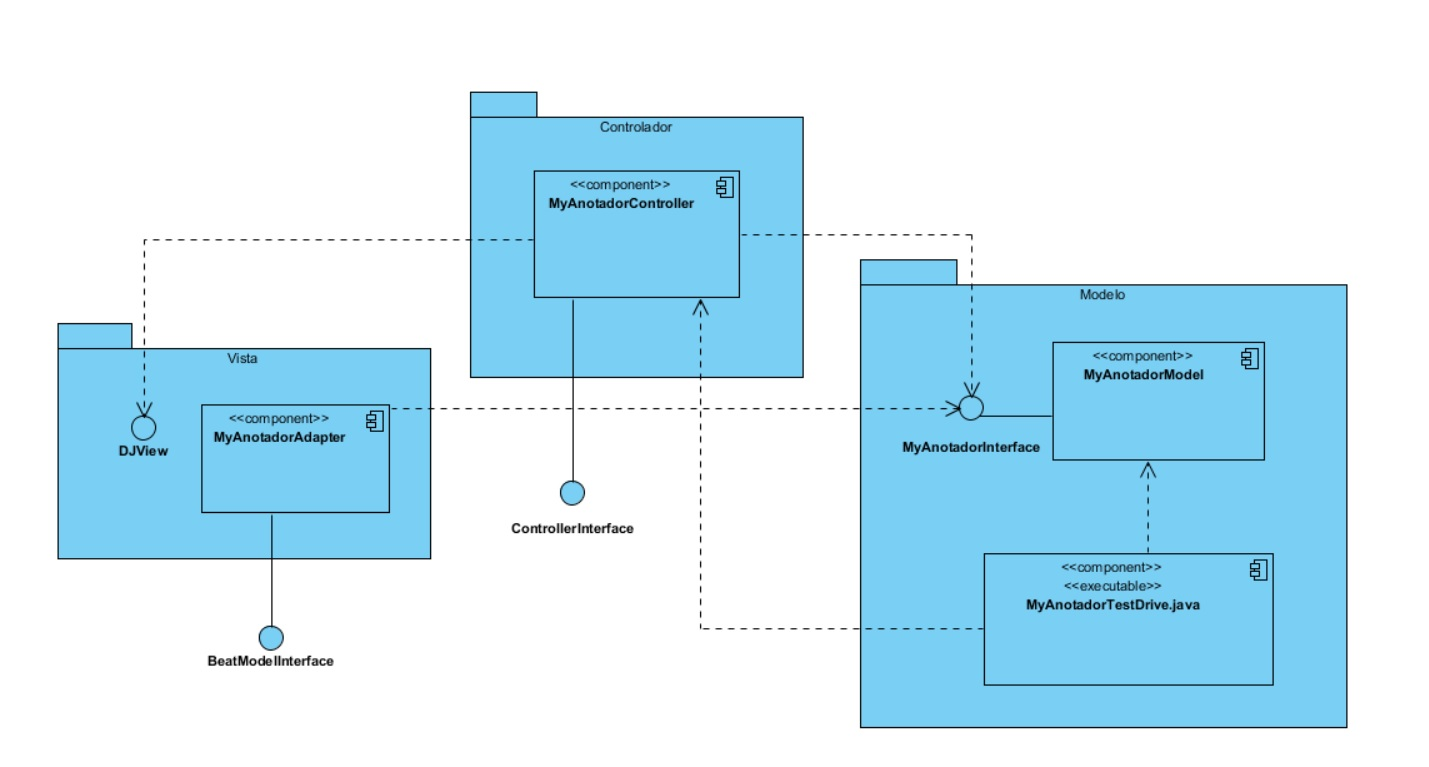 Controlador
<<component>>
MyAnotadorController
Modelo
Vista
<<component>>
MyAnotadorModel
<<component>>
MyAnotadorAdapter
DJView
MyAnotadorInterface
ControllerInterface
<<component>>
<<executable>>
MyAnotadorTestDrive.java
BeatModelInterface